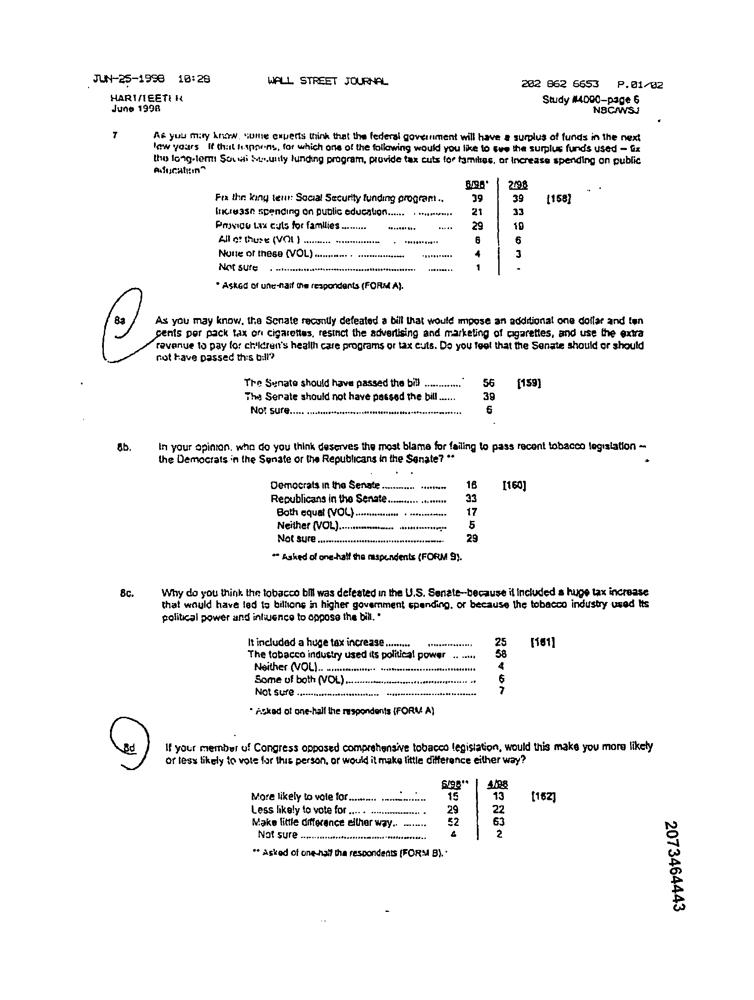 JUN-25-1998 10:28 WALL STREET JOURNAL 202 862 6653 P.01/02
HART/TEETER Study #4090--page 6
June 1998 NBC/WSJ
7 As you may know, some experts think that the federal government will have a surplus of funds in the next
few years. If that happens, for which one of the following would you like to see the surplus funds used -- fix
the long-term Social Security funding program, provide tax cuts for families, or increase spending on public
education?
6/98* 2/98
Fix the long term Social Security funding program .. 39 39 [158]
Increase spending on public education...... ............ 21 33
Provide tax cuts for families ......... ......... ..... 29 19
All of these (VOL) .......... ............... . ........... 6 6
None of these (VOL) ........... . ................. .......... 4 3
Not sure . ....................................... ........ 1 -
* Asked of one-half the respondents (FORM A).
8a As you may know, the Senate recently defeated a bill that would impose an additional one dollar and ten
cents per pack tax on cigarettes, restrict the advertising and marketing of cigarettes, and use the extra
revenue to pay for children's health care programs or tax cuts. Do you feel that the Senate should or should
not have passed this bill?
The Senate should have passed the bill ............. 56 [159]
The Senate should not have passed the bill ...... 39
Not sure..... ................................................ 6
8b. In your opinion, who do you think deserves the most blame for failing to pass recent tobacco legislation --
the Democrats in the Senate or the Republicans in the Senate? **
Democrats in the Senate ............ ......... 16 [160]
Republicans in the Senate........... ......... 33
Both equal (VOL) ............... . ............. 17
Neither (VOL)................... ................ 5
Not sure ............................................ 29
** Asked of one-half the respondents (FORM B).
8c. Why do you think the tobacco bill was defeated in the U.S. Senate--because it included a huge tax increase
that would have led to billions in higher government spending, or because the tobacco industry used its
political power and influence to oppose the bill. *
It included a huge tax increase ......... ............... 25 [161]
The tobacco industry used its political power .. ..... 58
Neither (VOL) .. .................. ............................... 4
Some of both (VOL) ........................................ .. 6
Not sure ............................. ................................ 7
* Asked of one-half the respondents (FORM A)
8d If your member of Congress opposed comprehensive tobacco legislation, would this make you more likely
or less likely to vote for this person, or would it make little difference either way?
6/98** 4/98
More likely to vote for.......... ............... 15 13 [162]
Less likely to vote for ..... . ...................... 29 22
Make little difference either way.. ........ 52 63
Not sure ............................................. 4 2
** Asked of one-half the respondents (FORM B).
2073464443